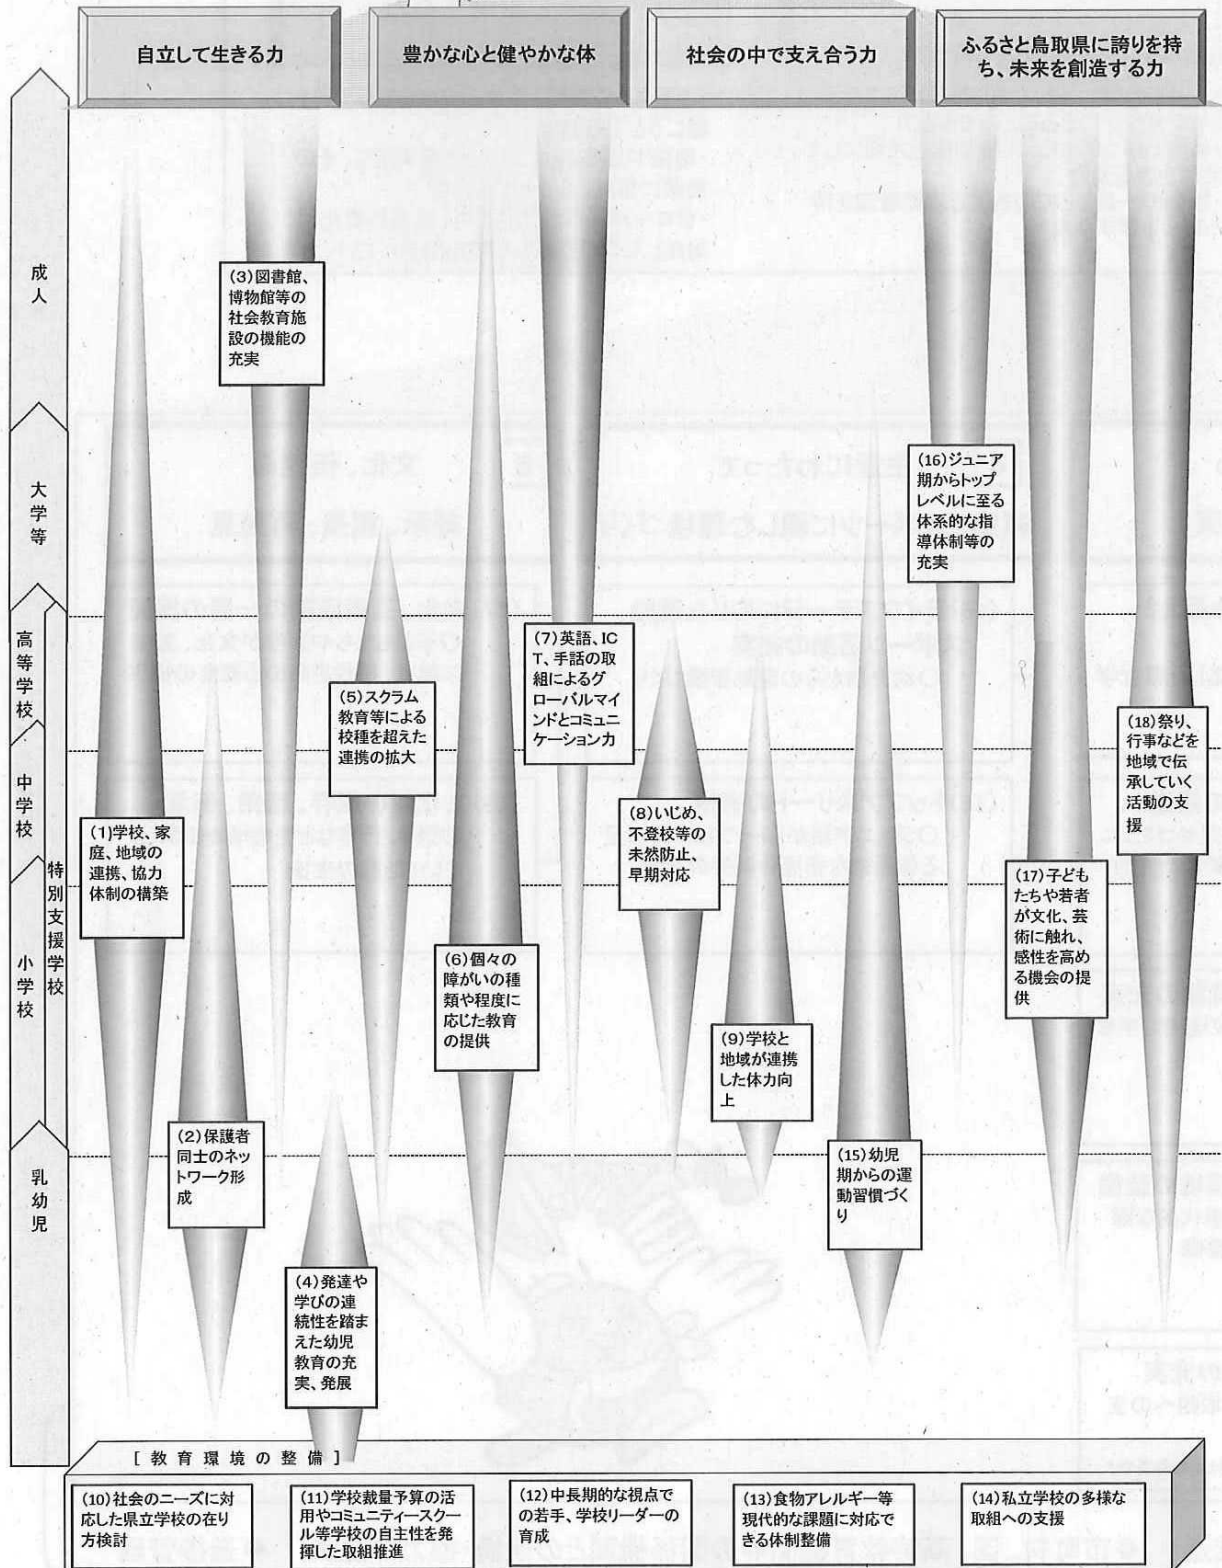 自立して生きる力
豊かな心と健やかな体
社会の中で支え合う力
ふるさと鳥取県に誇りを持
ち、未来を創造する力
成人
大学等
高等学校
中学校
小学校
特別支援学校
乳幼児
(1)学校、家
庭、地域の
連携、協力
体制の構築
(2)保護者
同士のネッ
トワーク形
成
(3)図書館、
博物館等の
社会教育施
設の機能の
充実
(4)発達や
学びの連
続性を踏ま
えた幼児
教育の充
実、発展
(5)スクラム
教育等による
校種を超えた
連携の拡大
(6)個々の
障がいの種
類や程度に
応じた教育
の提供
(7)英語、IC
T、手話の取
組によるグ
ローバルマイ
ンドとコミュニ
ケーション力
(8)いじめ、
不登校等の
未然防止、
早期対応
(9)学校と
地域が連携
した体力向
上
(15)幼児
期からの運
動習慣づく
り
(16)ジュニア
期からトップ
レベルに至る
体系的な指
導体制等の
充実
(17)子ども
たちや若者
が文化、芸
術に触れ、
感性を高め
る機会の提
供
(18)祭り、
行事などを
地域で伝
承していく
活動の支
援
[教育環境の整備]
(10)社会のニーズに対
応した県立学校の在り
方検討
(11)学校裁量予算の活
用やコミュニティースクー
ル等学校の自主性を発
揮した取組推進
(12)中長期的な視点で
の若手、学校リーダーの
育成
(13)食物アレルギー等
現代的な課題に対応で
きる体制整備
(14)私立学校の多様な
取組への支援